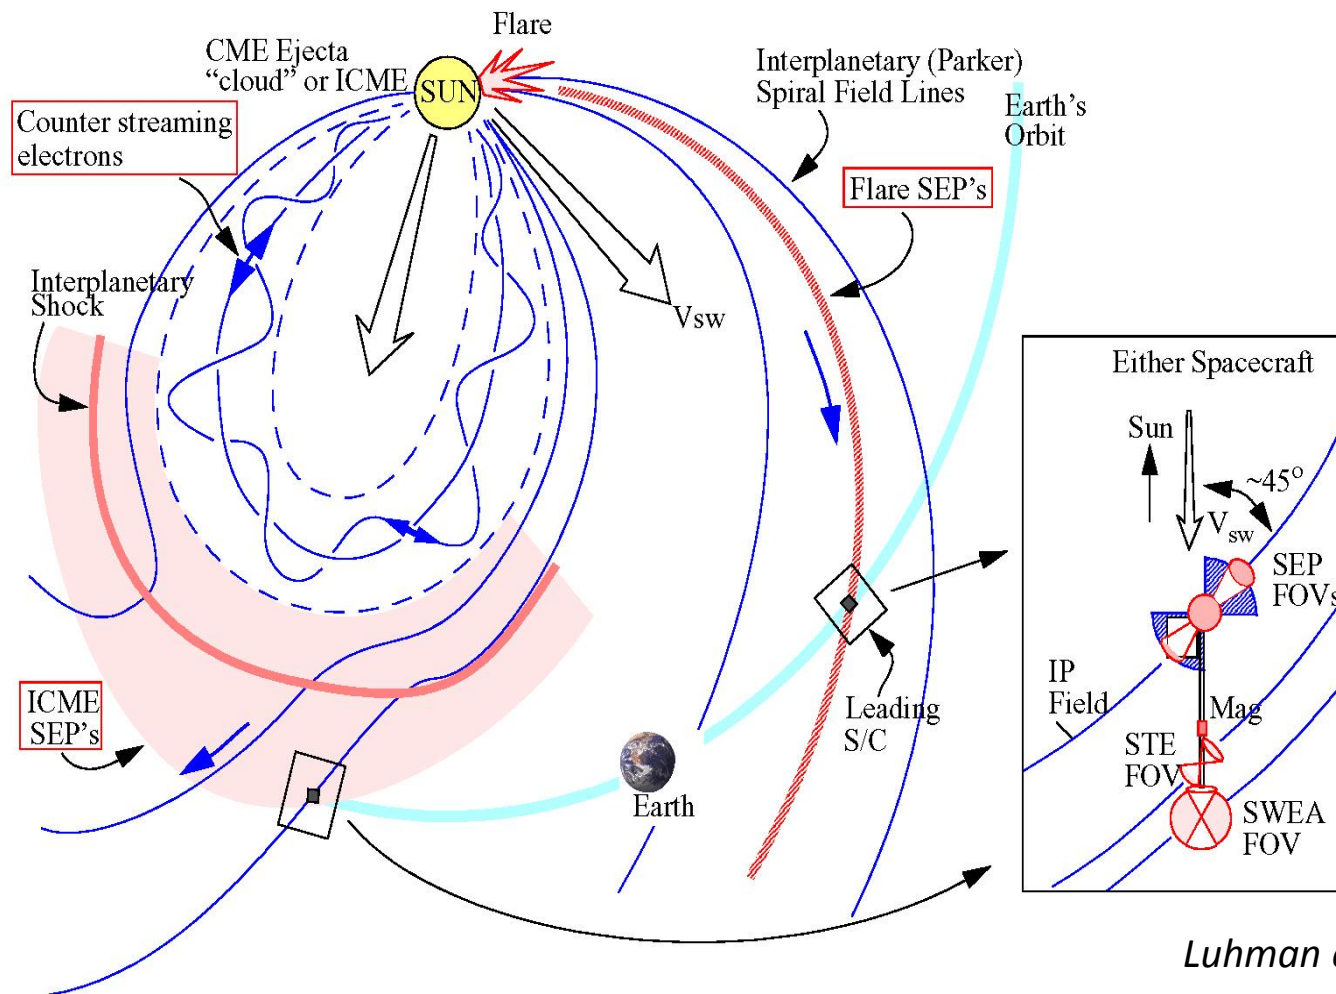 Flare
CME Ejecta
“cloud” or ICME
SUN
Interplanetary (Parker)
Spiral Field Lines
Earth’s
Orbit
Counter streaming
electrons
Flare SEP’s
Interplanetary
Shock
Vsw
Either Spacecraft
Sun
~45°
Vsw
SEP
FOVs
IP
Field
Mag
STE
FOV
SWEA
FOV
ICME
SEP’s
Leading
S/C
Earth
Luhman